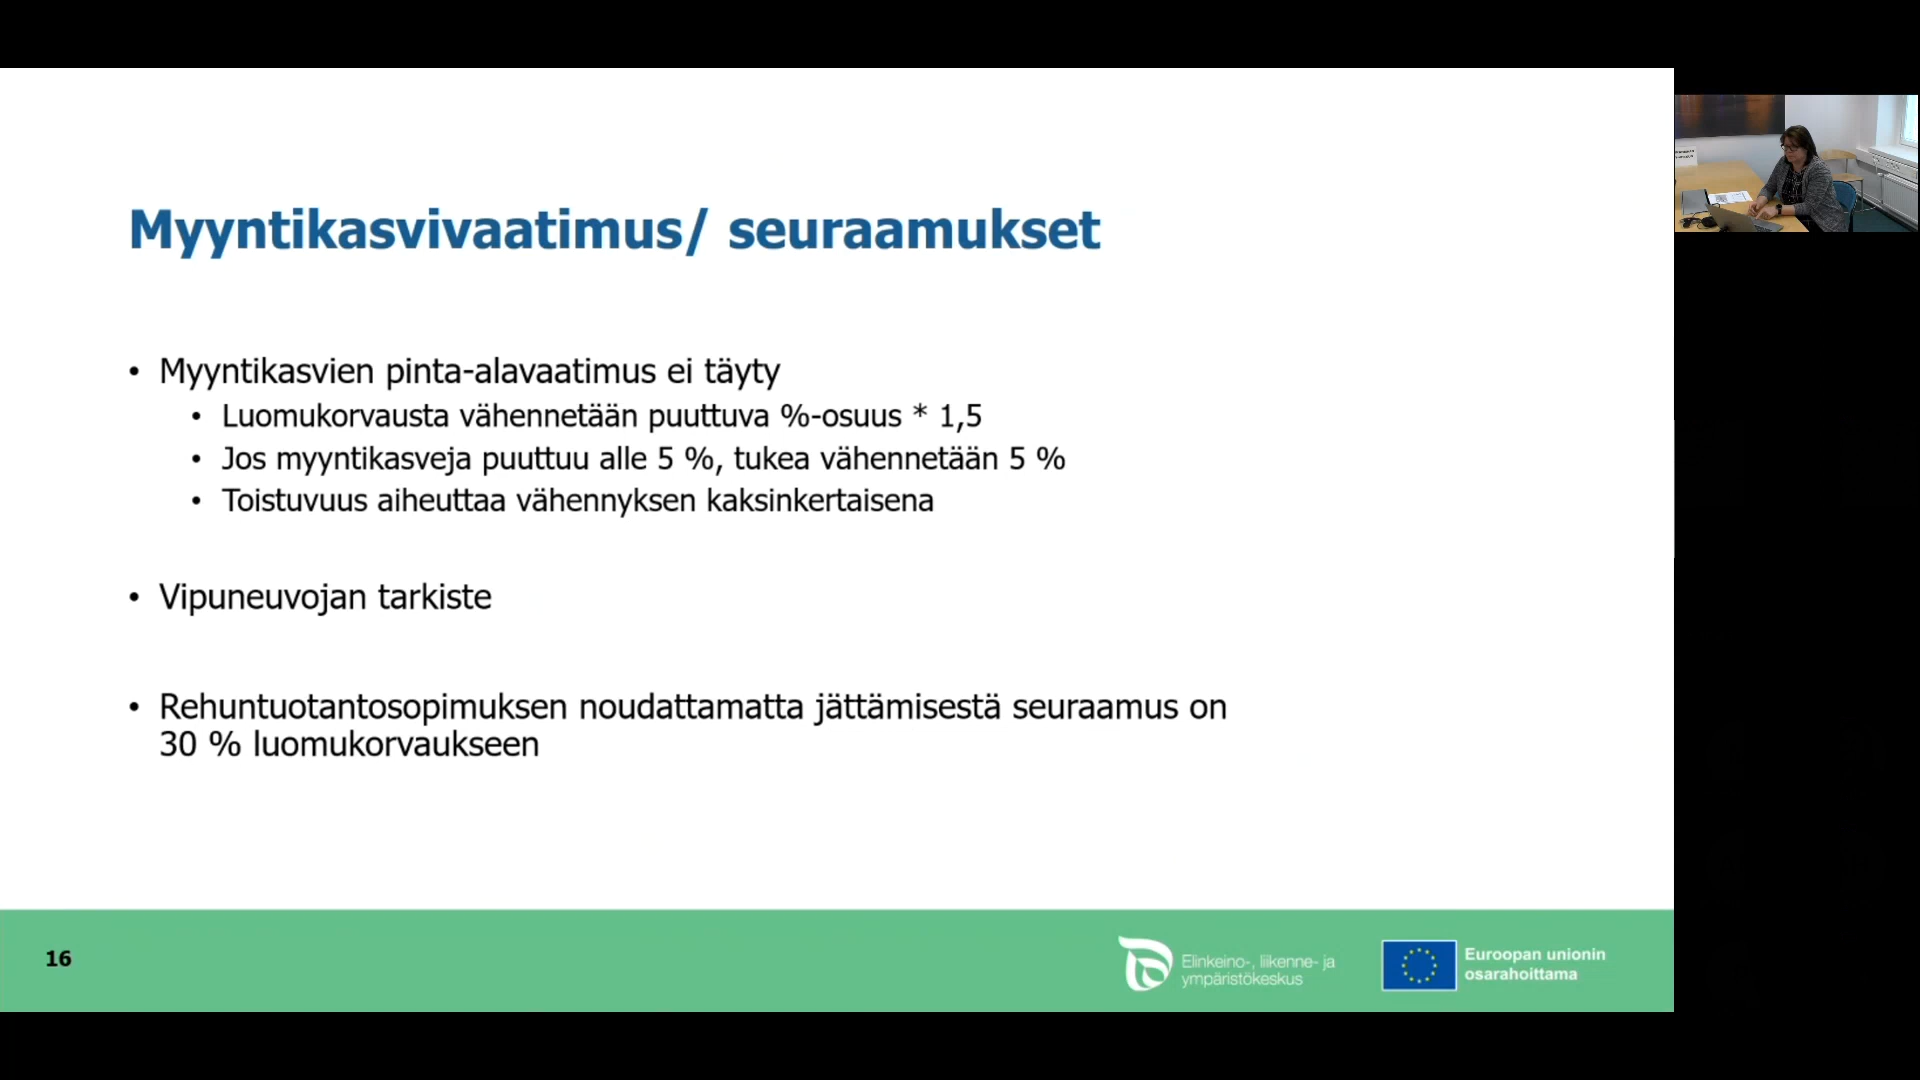 Myyntikasvivaatimus/ seuraamukset
• Myyntikasvien pinta-alavaatimus ei täyty
• Luomukorvausta vähennetään puuttuva %-osuus * 1,5
• Jos myyntikasveja puuttuu alle 5 %, tukea vähennetään 5 %
• Toistuvuus aiheuttaa vähennyksen kaksinkertaisena
• Vipuneuvojan tarkiste
• Rehuntuotantosopimuksen noudattamatta jättämisestä seuraamus on
30 % luomukorvaukseen
16
Elinkeino-, liikenne- ja
ympäristökeskus
Euroopan unionin
osarahoittama